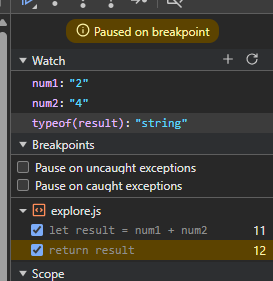 Paused on breakpoint
Watch
num1: "2"
num2: "4"
typeof(result): "string"
Breakpoints
Pause on uncaught exceptions
Pause on caught exceptions
explore.js
let result = num1 + num2 11
return result 12
Scope